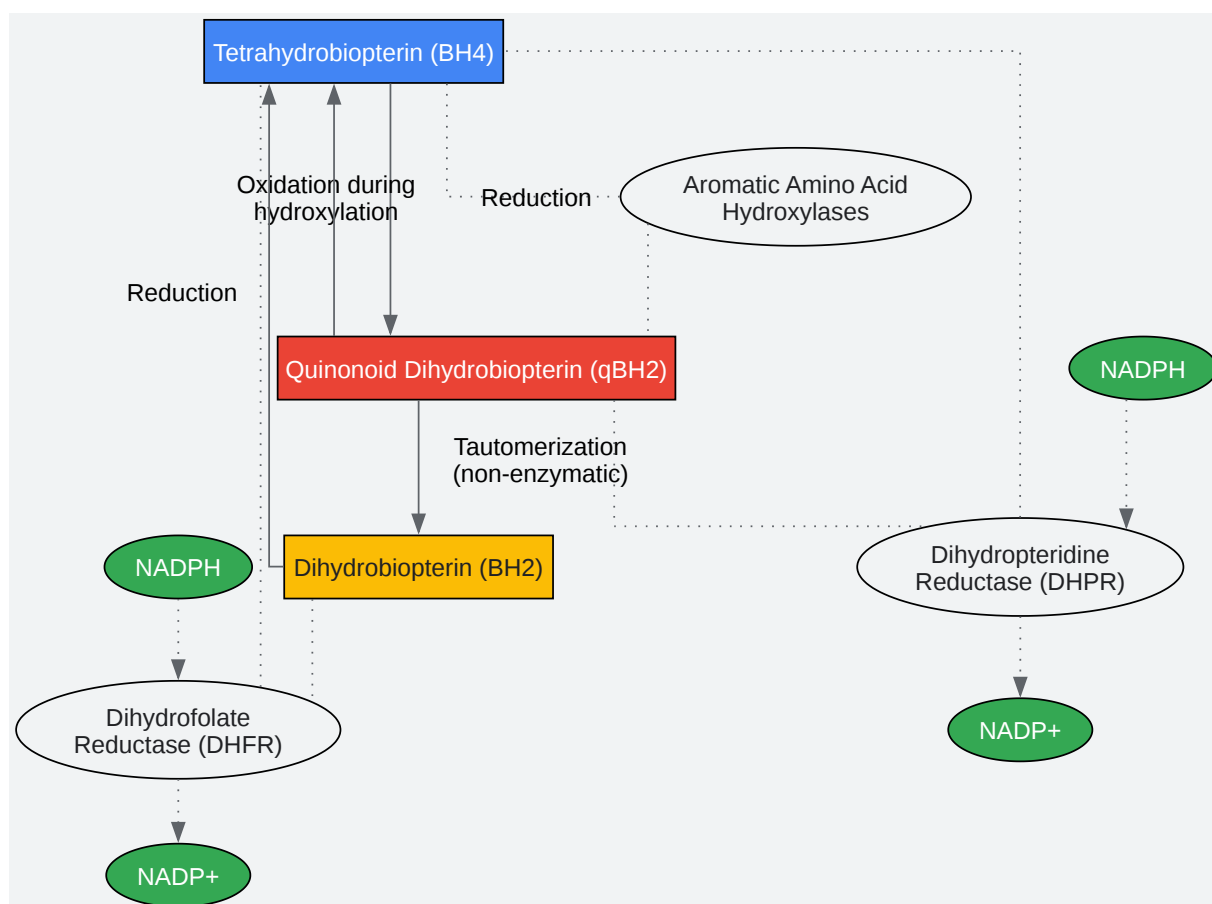 Tetrahydrobiopterin (BH4)
Oxidation during
hydroxylation
Reduction
Aromatic Amino Acid
Hydroxylases
Reduction
Quinonoid Dihydrobiopterin (qBH2)
NADPH
Tautomerization
(non-enzymatic)
NADPH
Dihydrobiopterin (BH2)
Dihydropteridine
Reductase (DHPR)
Dihydrofolate
Reductase (DHFR)
NADP+
NADP+